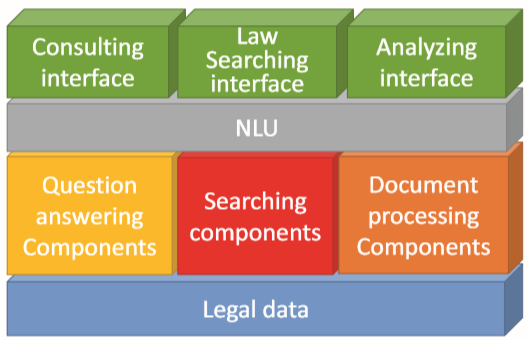 Consulting
interface
Law
Searching
interface
Analyzing
interface
NLU
Question
answering
Components
Searching
components
Document
processing
Components
Legal data